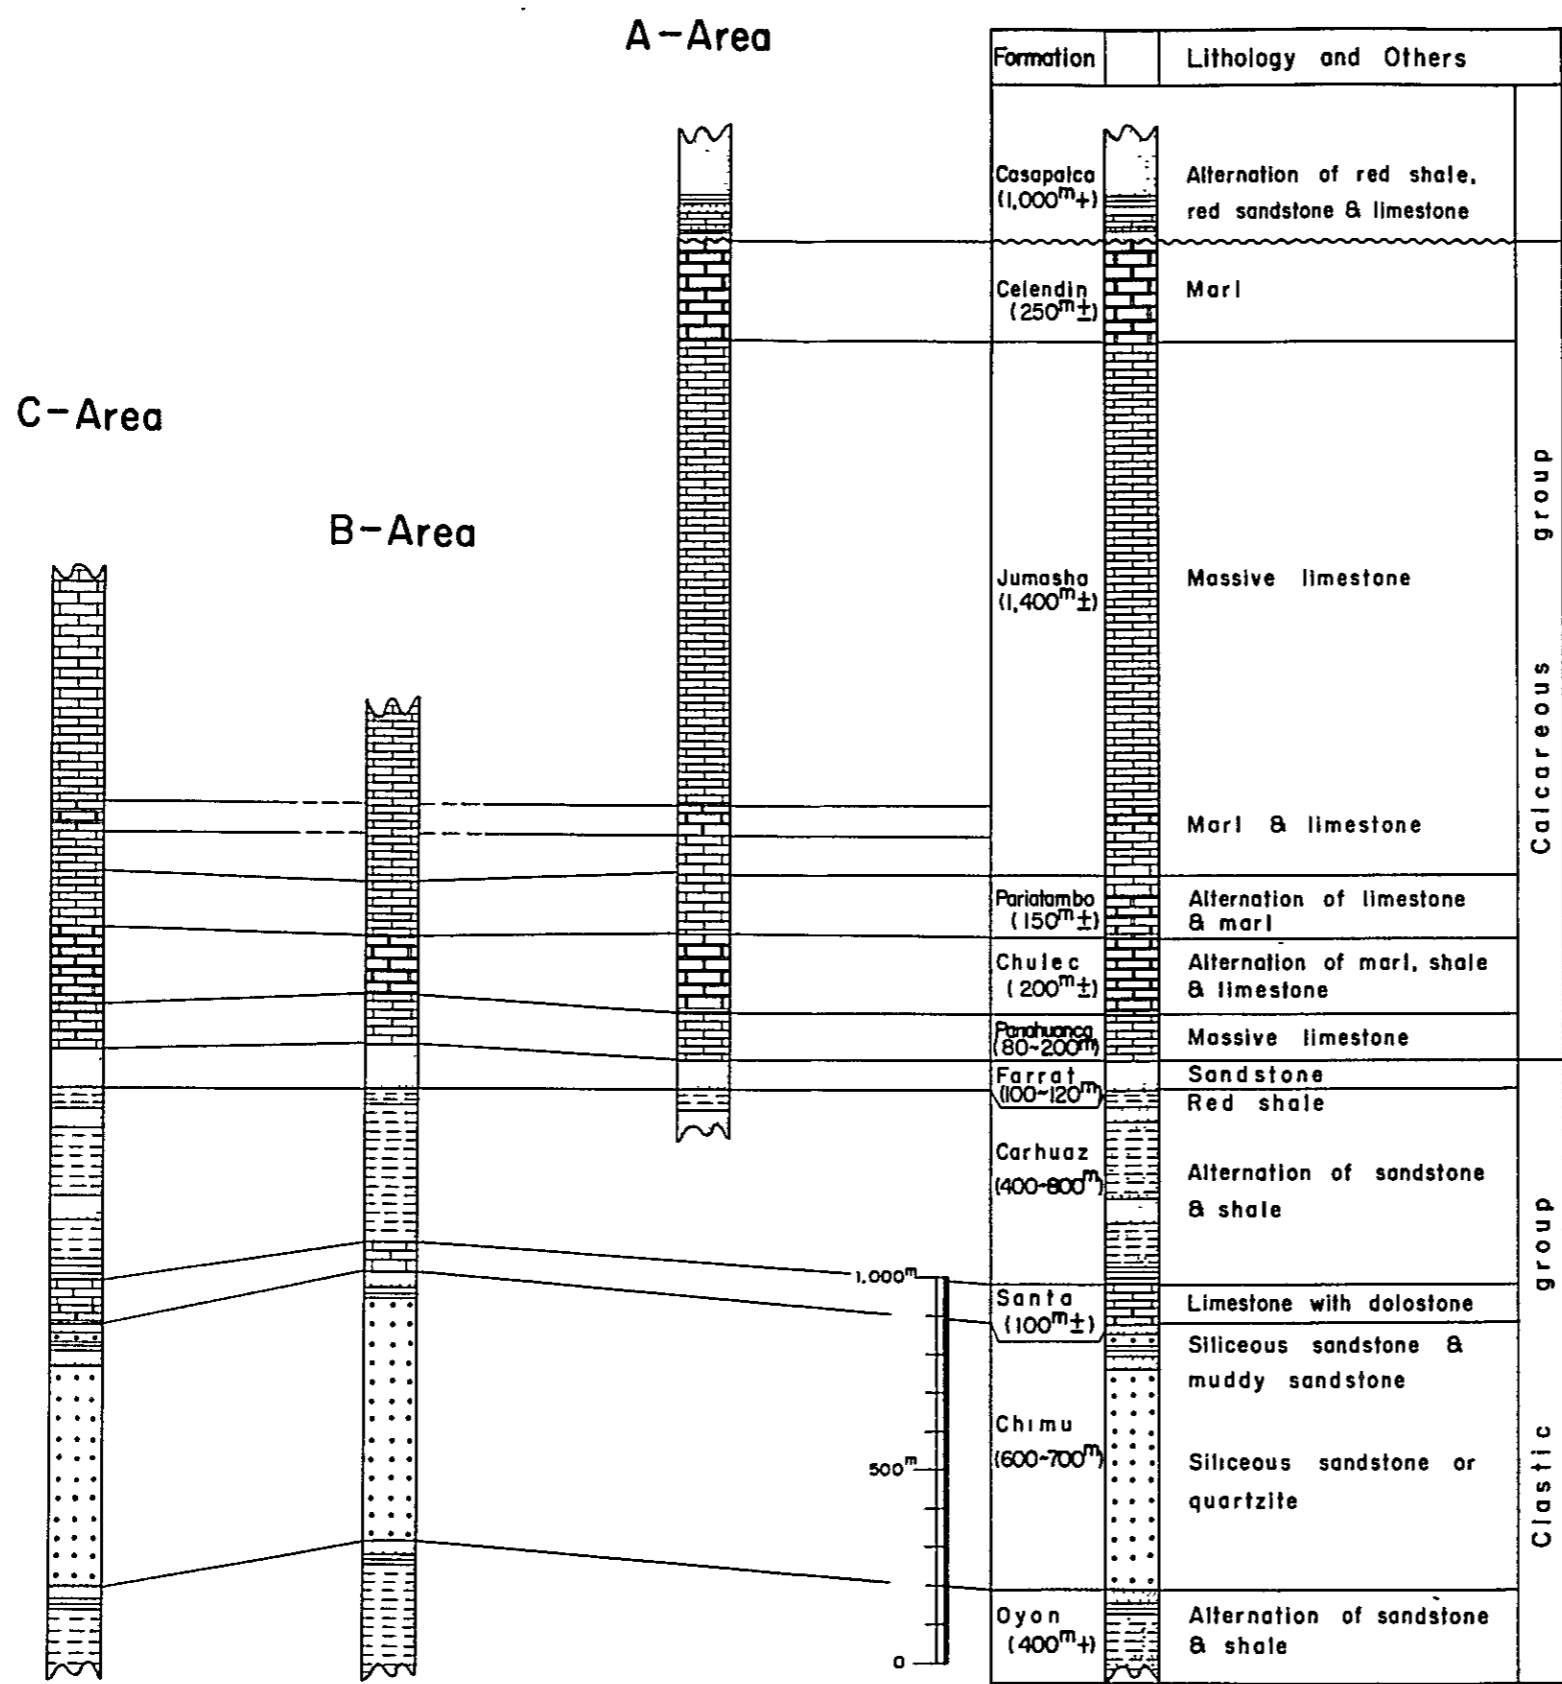 A-Area
C-Area
B-Area
Formation
Lithology and Others
Casapalca
(1,000m+)
Alternation of red shale,
red sandstone & limestone
Celendin
(250m±)
Marl
Jumasha
(1,400m±)
Massive limestone
Marl & limestone
Pariatambo
(150m±)
Alternation of limestone
& marl
Chulec
(200m±)
Alternation of marl, shale
& limestone
Panahuanca
(80~200m)
Massive limestone
Calcareous group
Farrat
(100~120m)
Sandstone
Red shale
Carhuaz
(400~800m)
Alternation of sandstone
& shale
Santa
(100m±)
Limestone with dolostone
Siliceous sandstone &
muddy sandstone
Chimu
(600~700m)
Siliceous sandstone or
quartzite
Oyon
(400m+)
Alternation of sandstone
& shale
Clastic group
1,000m
500m
0